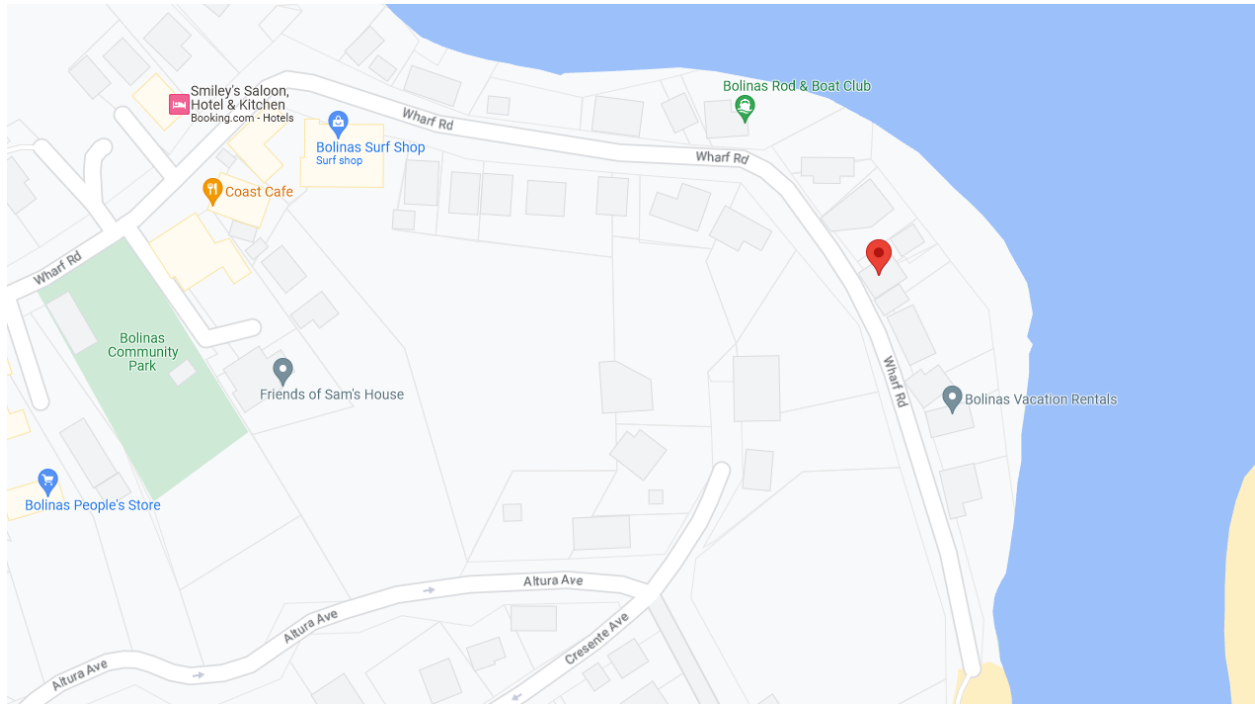 Smiley's Saloon,
Hotel & Kitchen
Booking.com - Hotels
Bolinas Rod & Boat Club
Wharf Rd
Bolinas Surf Shop
Surf shop
Wharf Rd
Coast Cafe
Wharf Rd
Bolinas
Community
Park
Friends of Sam's House
Wharf Rd
Bolinas Vacation Rentals
Bolinas People's Store
Altura Ave
Altura Ave
Cresente Ave
Altura Ave